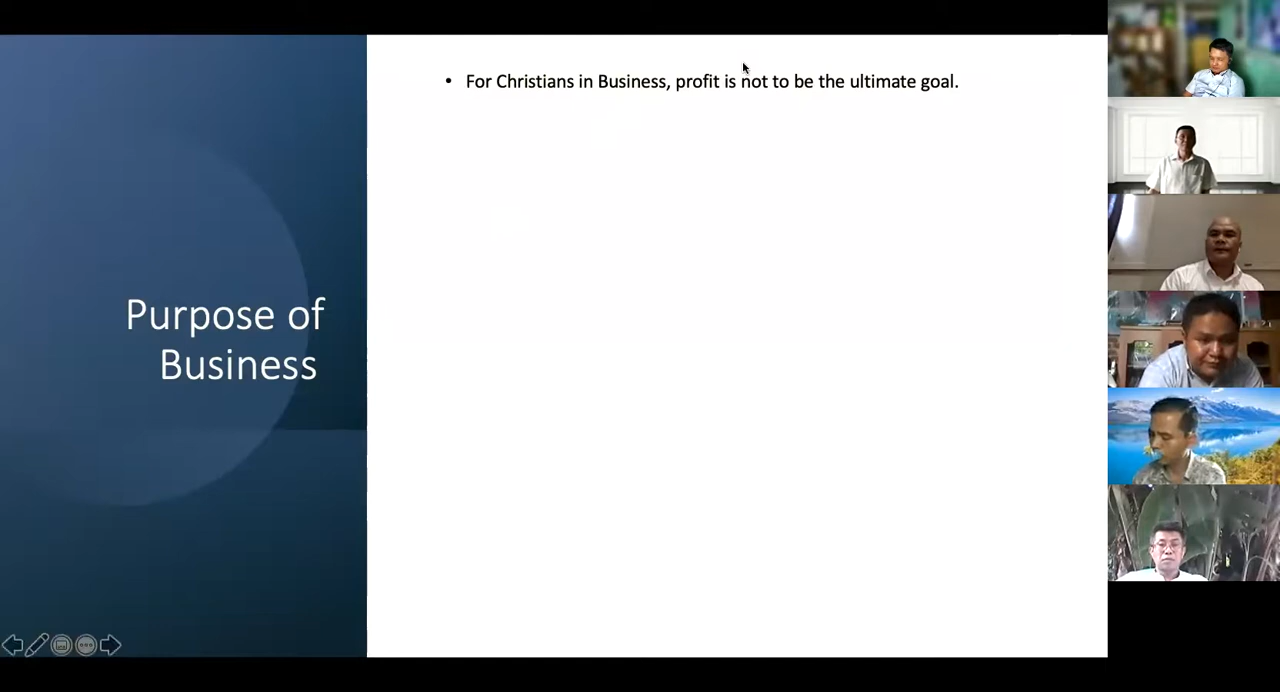 Purpose of
Business
• For Christians in Business, profit is not to be the ultimate goal.